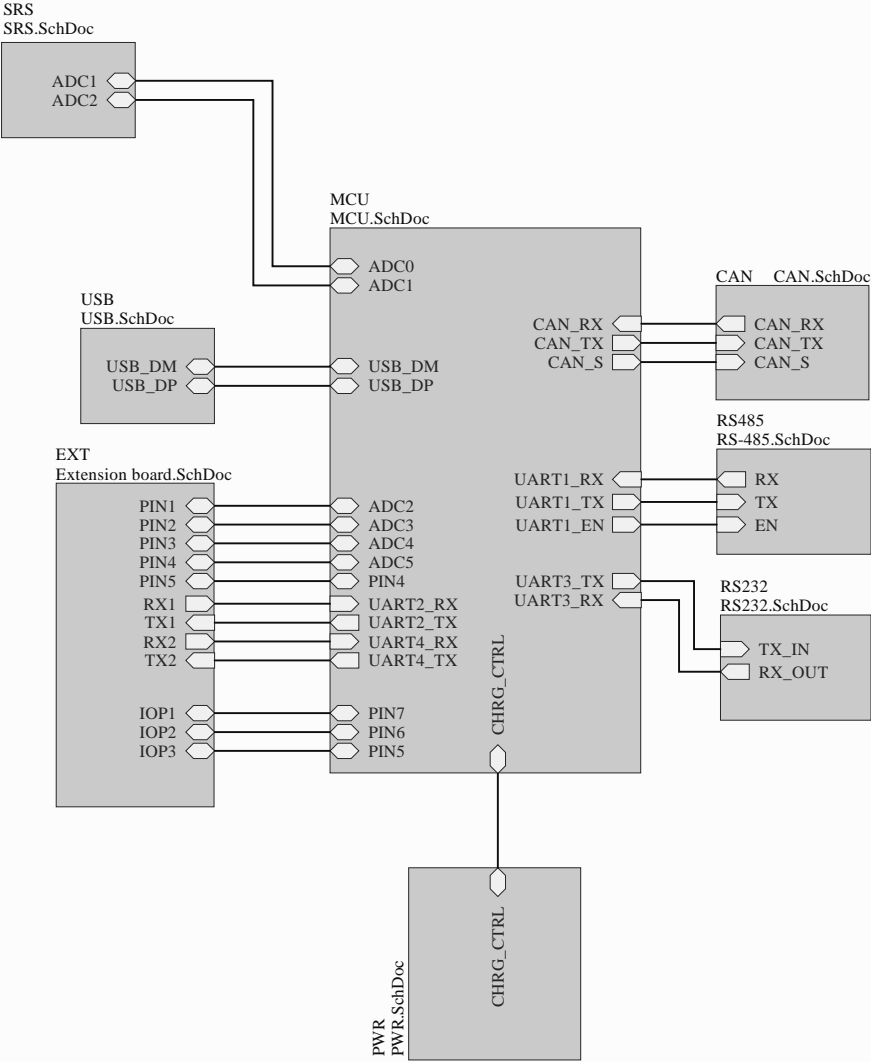 SRS
SRS.SchDoc
ADC1
ADC2
MCU
MCU.SchDoc
ADC0
ADC1
USB_DM
USB_DP
ADC2
ADC3
ADC4
ADC5
PIN4
UART2_RX
UART2_TX
UART4_RX
UART4_TX
PIN7
PIN6
PIN5
CAN_RX
CAN_TX
CAN_S
UART1_RX
UART1_TX
UART1_EN
UART3_TX
UART3_RX
CHRG_CTRL
USB
USB.SchDoc
USB_DM
USB_DP
EXT
Extension board.SchDoc
PIN1
PIN2
PIN3
PIN4
PIN5
RX1
TX1
RX2
TX2
IOP1
IOP2
IOP3
CAN CAN.SchDoc
CAN_RX
CAN_TX
CAN_S
RS485
RS-485.SchDoc
RX
TX
EN
RS232
RS232.SchDoc
TX_IN
RX_OUT
PWR
PWR.SchDoc
CHRG_CTRL